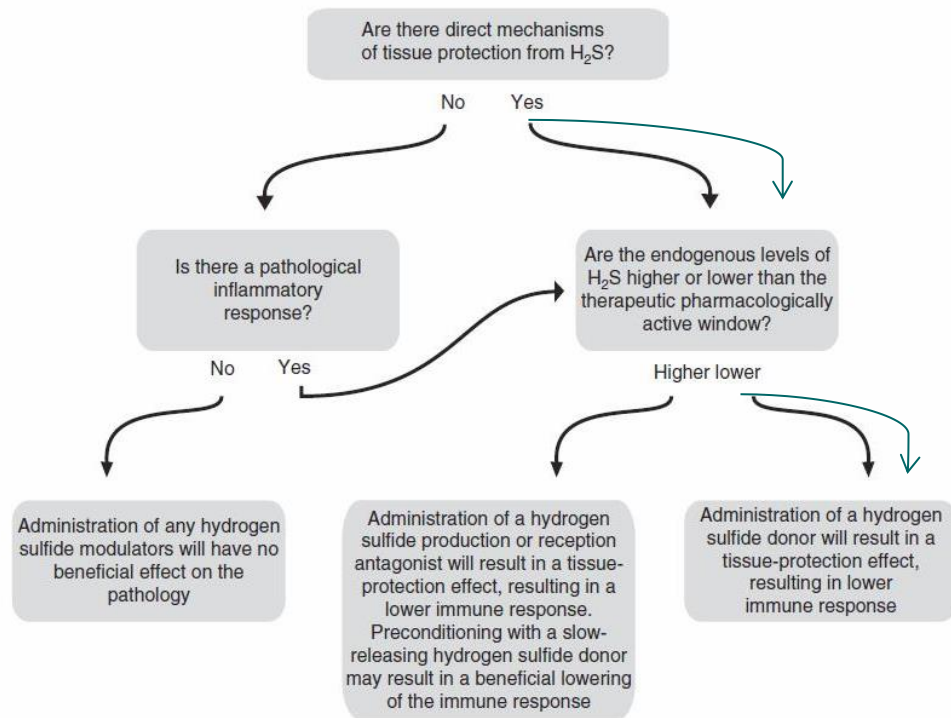 Are there direct mechanisms
of tissue protection from H₂S?
No Yes
Is there a pathological
inflammatory
response?
Are the endogenous levels of
H₂S higher or lower than the
therapeutic pharmacologically
active window?
No Yes
Higher lower
Administration of any hydrogen
sulfide modulators will have no
beneficial effect on the
pathology
Administration of a hydrogen
sulfide production or reception
antagonist will result in a tissue-
protection effect, resulting in a
lower immune response.
Preconditioning with a slow-
releasing hydrogen sulfide donor
may result in a beneficial lowering
of the immune response
Administration of a hydrogen
sulfide donor will result in a
tissue-protection effect,
resulting in lower
immune response